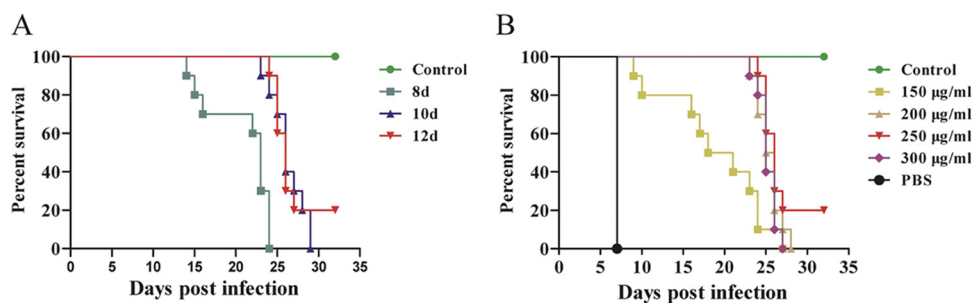 A
Percent survival
100
80
60
40
20
0
0 5 10 15 20 25 30 35
Days post infection
Control
8d
10d
12d
B
Percent survival
100
80
60
40
20
0
0 5 10 15 20 25 30 35
Days post infection
Control
150 μg/ml
200 μg/ml
250 μg/ml
300 μg/ml
PBS